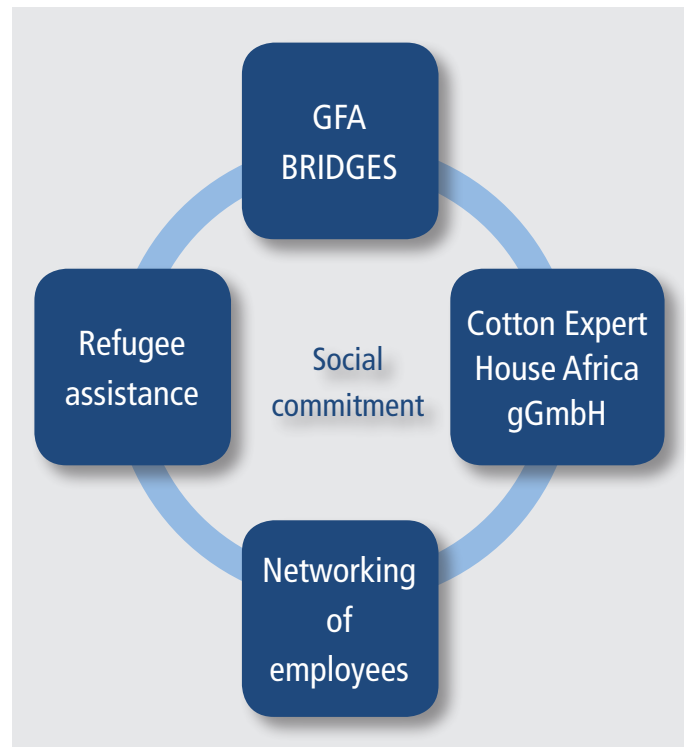 GFA
BRIDGES
Refugee
assistance
Social
commitment
Cotton Expert
House Africa
gGmbH
Networking
of
employees